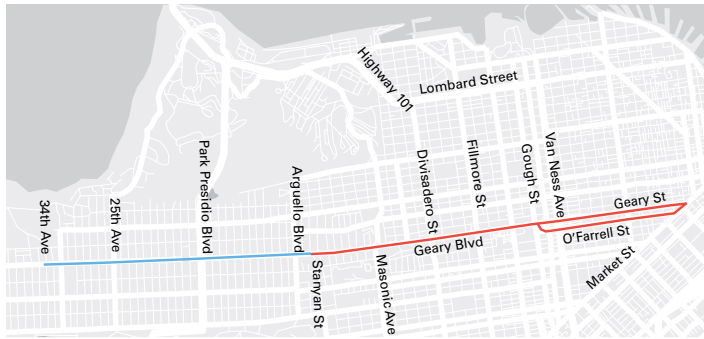 Highway 101
Lombard Street
Van Ness Ave
Gough St
Fillmore St
Divisadero St
Park Presidio Blvd
Arguello Blvd
25th Ave
34th Ave
Geary St
O'Farrell St
Geary Blvd
Market St
Masonic Ave
Stanyan St